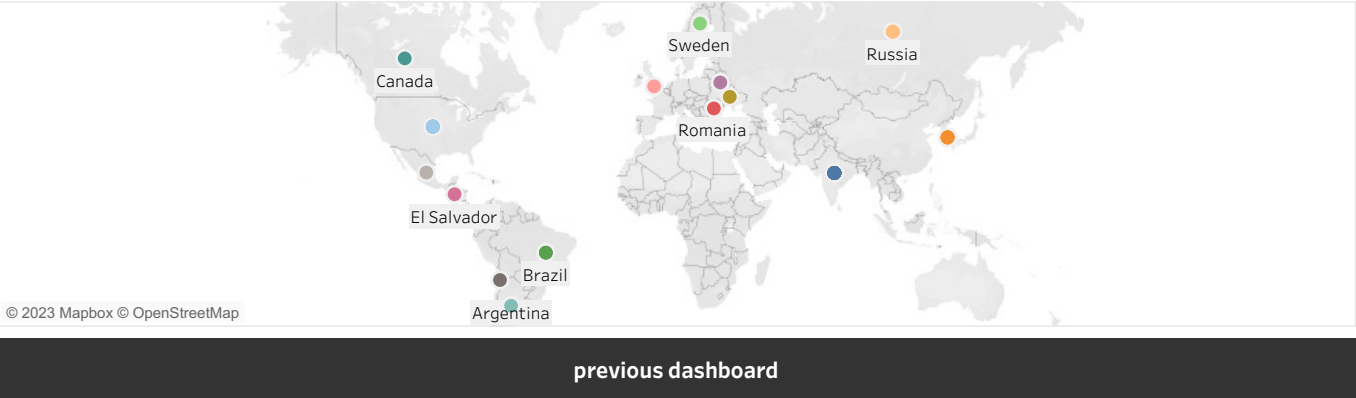 Sweden
Russia
Canada
Romania
El Salvador
Brazil
Argentina
© 2023 Mapbox © OpenStreetMap
previous dashboard